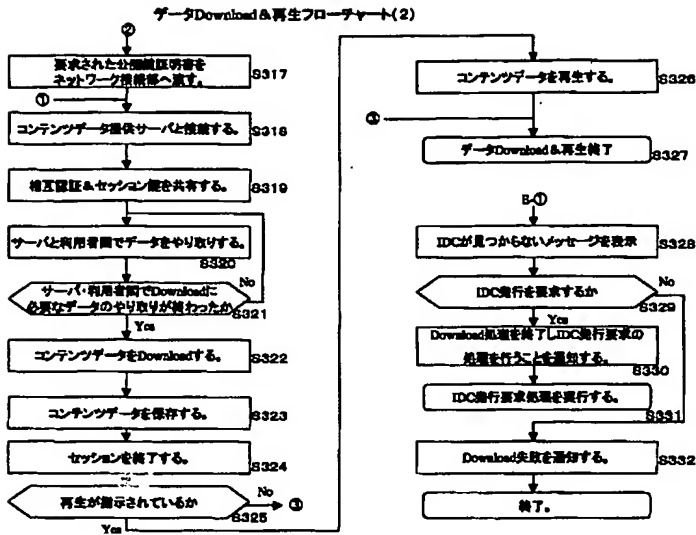 データDownload&再生フローチャート(2)
②
要求された公開鍵証明書を
ネットワーク接続部へ渡す。
S317
①
コンテンツデータ提供サーバと接続する。
S318
相互認証&セッション鍵を共有する。
S319
サーバと利用者間でデータをやり取りする。
S320
サーバ・利用者間でDownloadに
必要なデータのやり取りが終わったか
No
S321
Yes
コンテンツデータをDownloadする。
S322
コンテンツデータを保存する。
S323
セッションを終了する。
S324
再生が指示されているか
No
③
S325
Yes
コンテンツデータを再生する。
S326
③
データDownload&再生終了
S327
E-①
IDCが見つからないメッセージを表示
S328
IDC発行を要求するか
No
S329
Yes
Download処理を終了しIDC発行要求の
処理を行うことを通知する。
S330
IDC発行要求処理を実行する。
S331
Download失敗を通知する。
S332
終了。